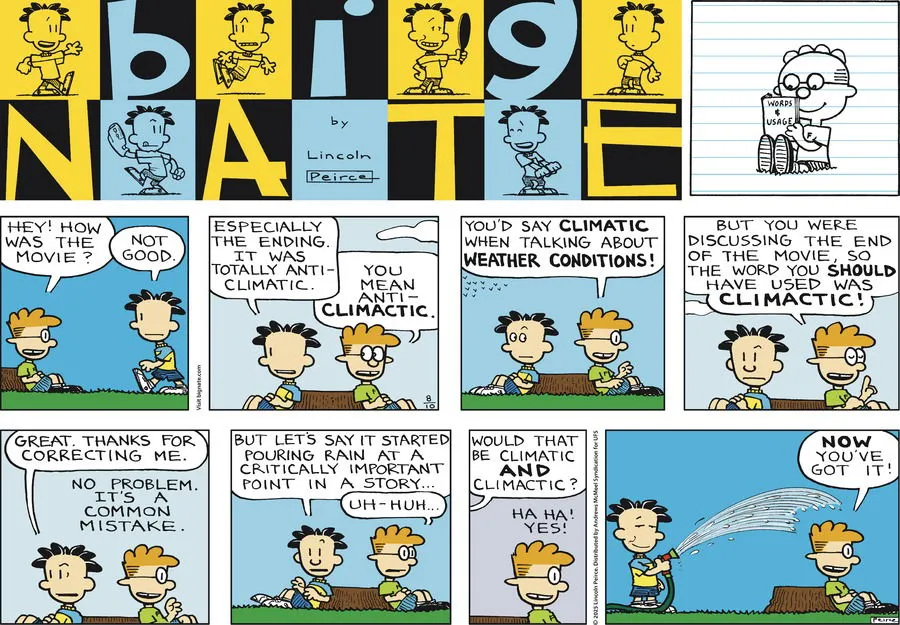 big
NATE
by
Lincoln
Peirce
WORDS
&
USAGE
F
HEY! HOW
WAS THE
MOVIE?
NOT
GOOD.
Visit bignate.com
ESPECIALLY
THE ENDING.
IT WAS
TOTALLY ANTI-
CLIMATIC.
YOU
MEAN
ANTI-
CLIMACTIC.
8
10
YOU'D SAY CLIMATIC
WHEN TALKING ABOUT
WEATHER CONDITIONS!
BUT YOU WERE
DISCUSSING THE END
OF THE MOVIE, SO
THE WORD YOU SHOULD
HAVE USED WAS
CLIMACTIC!
GREAT. THANKS FOR
CORRECTING ME.
NO PROBLEM.
IT'S A
COMMON
MISTAKE.
BUT LET'S SAY IT STARTED
POURING RAIN AT A
CRITICALLY IMPORTANT
POINT IN A STORY...
UH-HUH...
WOULD THAT
BE CLIMATIC
AND
CLIMACTIC?
HA HA!
YES!
© 2025 Lincoln Peirce. Distributed by Andrews McMeel Syndication for UFS
NOW
YOU'VE
GOT IT!
PEIRCE